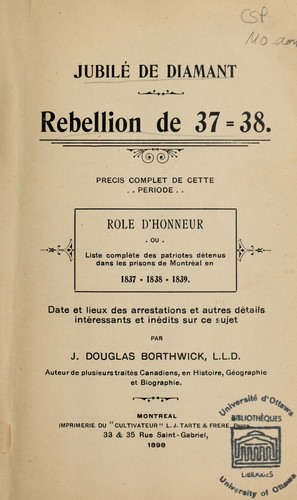 CSP
JUBILÉ DE DIAMANT
Rebellion de 37=38.
PRECIS COMPLET DE CETTE
. . PERIODE . .
ROLE D'HONNEUR
. OU .
Liste complète des patriotes détenus
dans les prisons de Montréal en
1837 - 1838 - 1839.
Date et lieux des arrestations et autres détails
intéressants et inédits sur ce sujet
PAR
J. DOUGLAS BORTHWICK, L.L.D.
Auteur de plusieurs traités Canadiens, en Histoire, Géographie
et Biographie.
MONTREAL
IMPRIMERIE DU "CULTIVATEUR" L. J. TARTE & FRERE,
33 & 35 Rue Saint-Gabriel,
1898
Université d'Ottawa
BIBLIOTHÈQUES
LIBRARIES
University of Ottawa